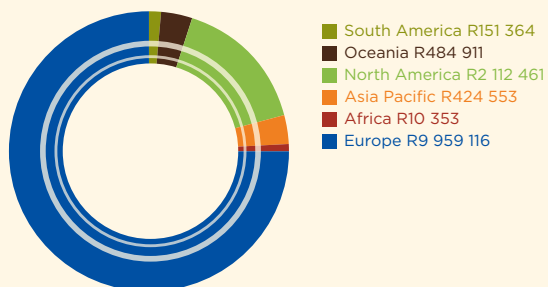 South America R151 364
Oceania R484 911
North America R2 112 461
Asia Pacific R424 553
Africa R10 353
Europe R9 959 116